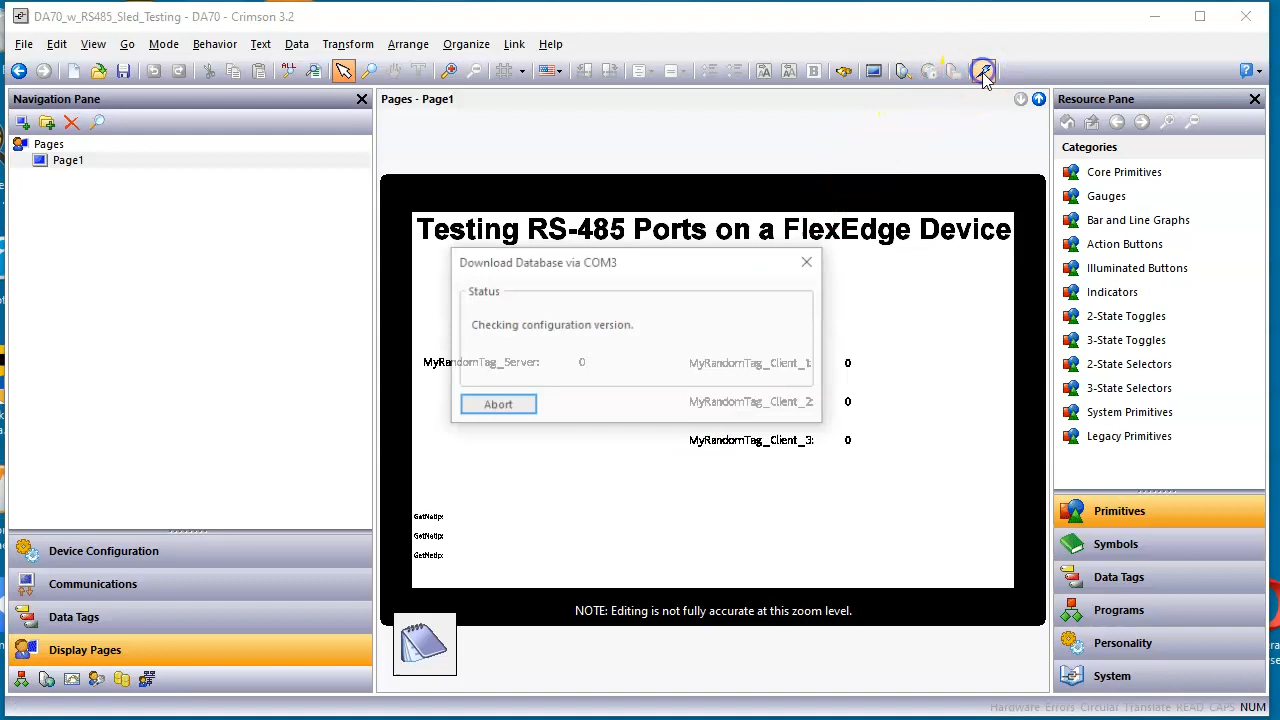 DA70_w_RS485_Sled_Testing - DA70 - Crimson 3.2
File Edit View Go Mode Behavior Text Data Transform Arrange Organize Link Help
Navigation Pane
Pages
Page1
Device Configuration
Communications
Data Tags
Display Pages
Pages - Page1
Testing RS-485 Ports on a FlexEdge Device
Download Database via COM3
Status
Checking configuration version.
MyRandomTag_Server: 0 MyRandomTag_Client_1: 0
Abort MyRandomTag_Client_2: 0
MyRandomTag_Client_3: 0
GetNetIp:
GetNetIp:
GetNetIp:
NOTE: Editing is not fully accurate at this zoom level.
Resource Pane
Categories
Core Primitives
Gauges
Bar and Line Graphs
Action Buttons
Illuminated Buttons
Indicators
2-State Toggles
3-State Toggles
2-State Selectors
3-State Selectors
System Primitives
Legacy Primitives
Primitives
Symbols
Data Tags
Programs
Personality
System
Hardware Errors Circular Translate READ CAPS NUM